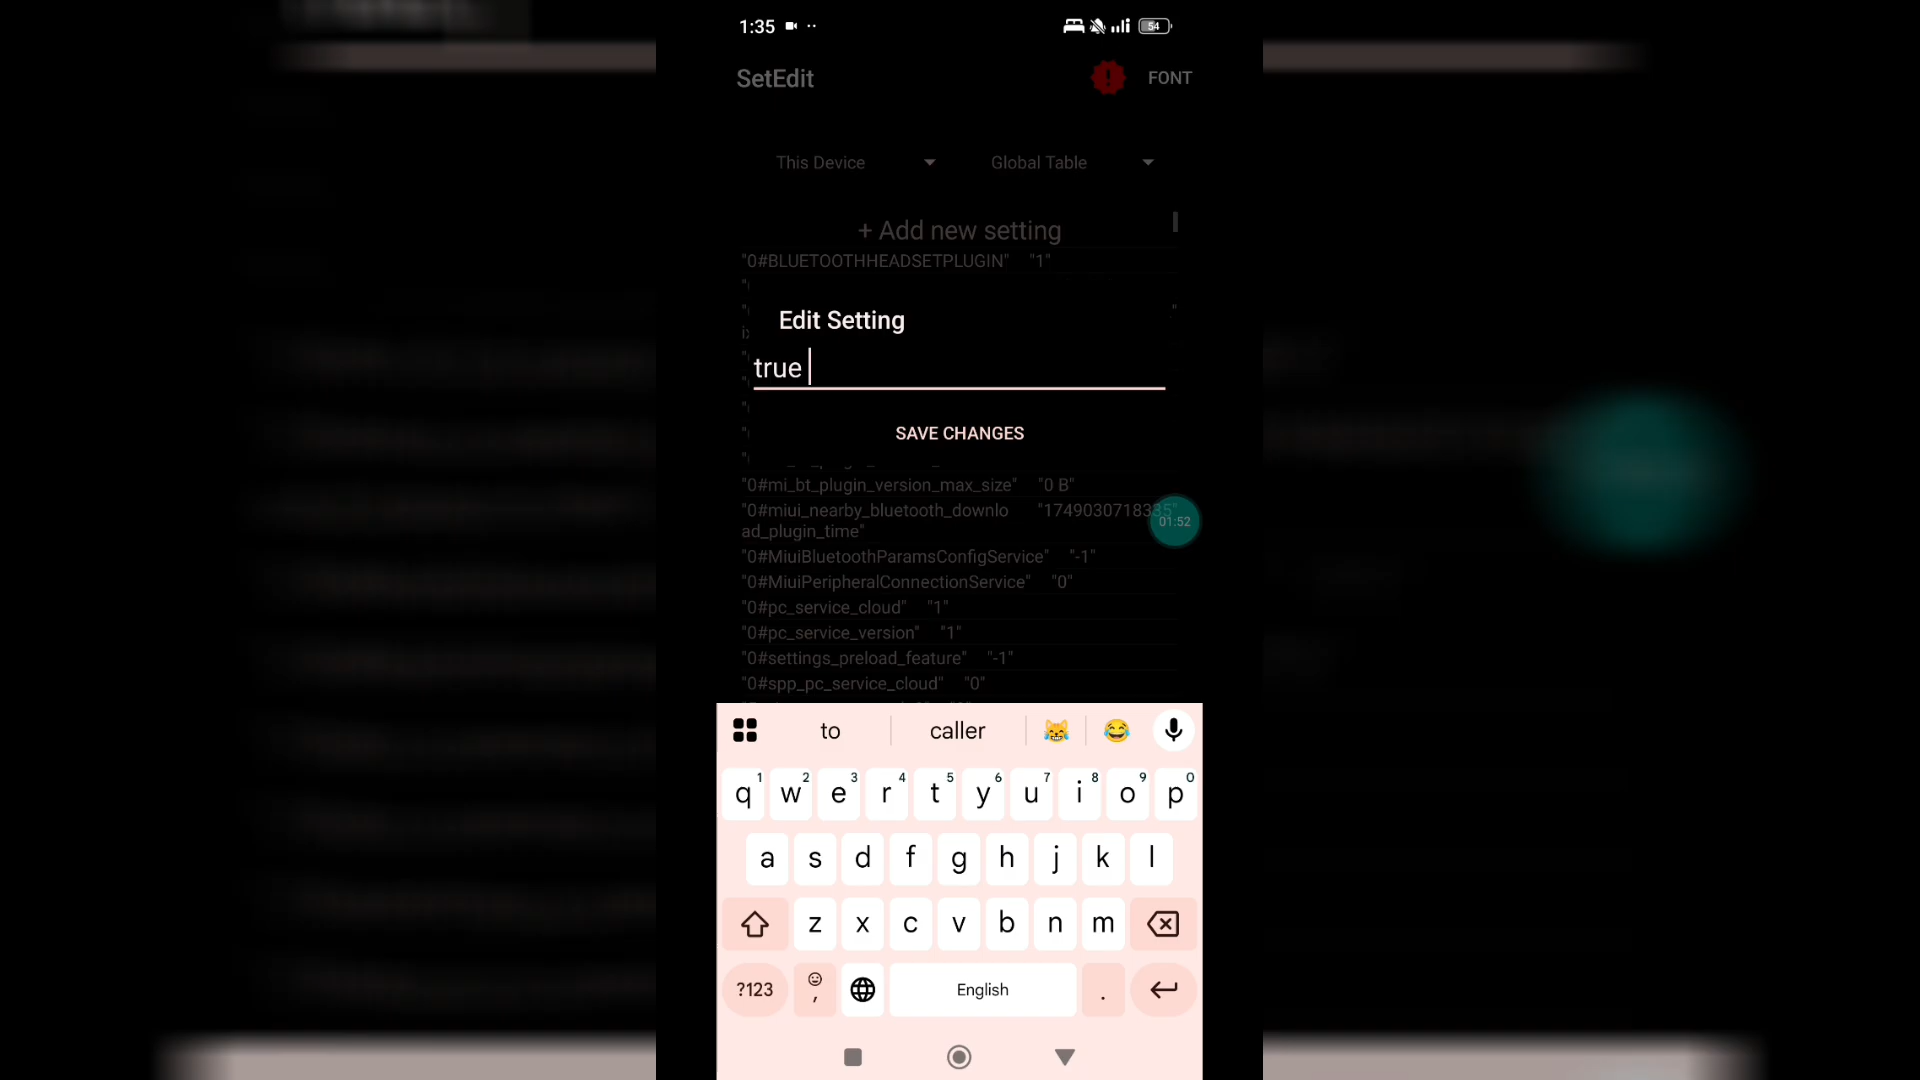 1:35
54
SetEdit
FONT
This Device
Global Table
+ Add new setting
"0#BLUETOOTHHEADSETPLUGIN" "1"
Edit Setting
true
SAVE CHANGES
"0#mi_bt_plugin_version_max_size" "0 B"
"0#miui_nearby_bluetooth_downlo "1749030718335"
ad_plugin_time"
01:52
"0#MiuiBluetoothParamsConfigService" "-1"
"0#MiuiPeripheralConnectionService" "0"
"0#pc_service_cloud" "1"
"0#pc_service_version" "1"
"0#settings_preload_feature" "-1"
"0#spp_pc_service_cloud" "0"
to caller
1 2 3 4 5 6 7 8 9 0
q w e r t y u i o p
a s d f g h j k l
z x c v b n m
?123 , English .